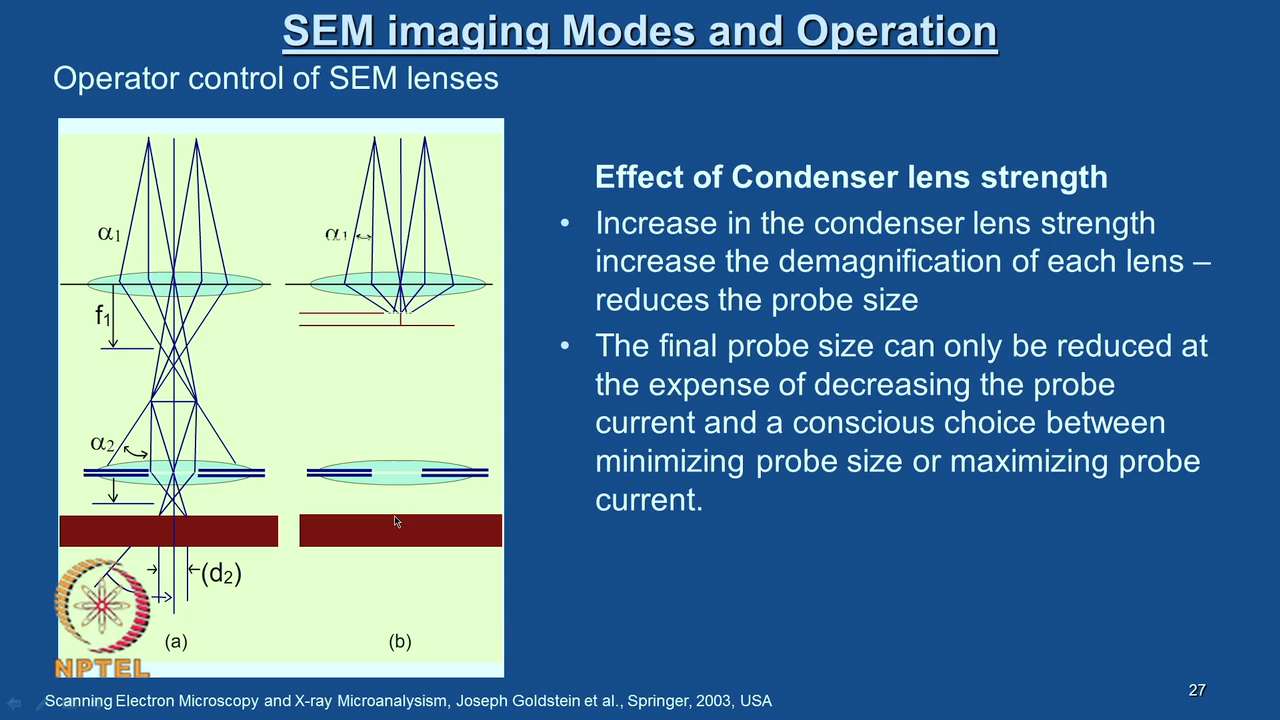 SEM imaging Modes and Operation
Operator control of SEM lenses
α1
α1
f1
α2
(d2)
(a)
(b)
NPTEL
Effect of Condenser lens strength
• Increase in the condenser lens strength
increase the demagnification of each lens –
reduces the probe size
• The final probe size can only be reduced at
the expense of decreasing the probe
current and a conscious choice between
minimizing probe size or maximizing probe
current.
Scanning Electron Microscopy and X-ray Microanalysism, Joseph Goldstein et al., Springer, 2003, USA
27